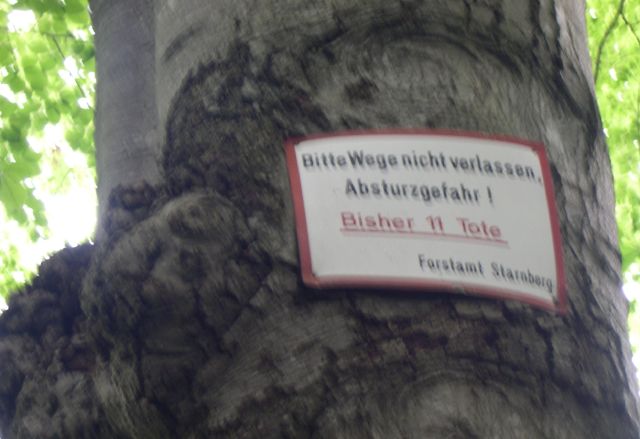 Bitte Wege nicht verlassen.
Absturzgefahr !
Bisher 11 Tote
Forstamt Starnberg